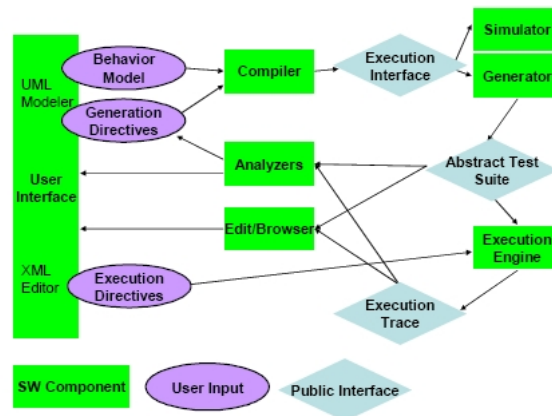 Behavior
Model
Compiler
Execution
Interface
Simulator
Generator
UML
Modeler
Generation
Directives
Analyzers
Abstract Test
Suite
User
Interface
Edit/Browser
Execution
Engine
XML
Editor
Execution
Directives
Execution
Trace
SW Component
User Input
Public Interface